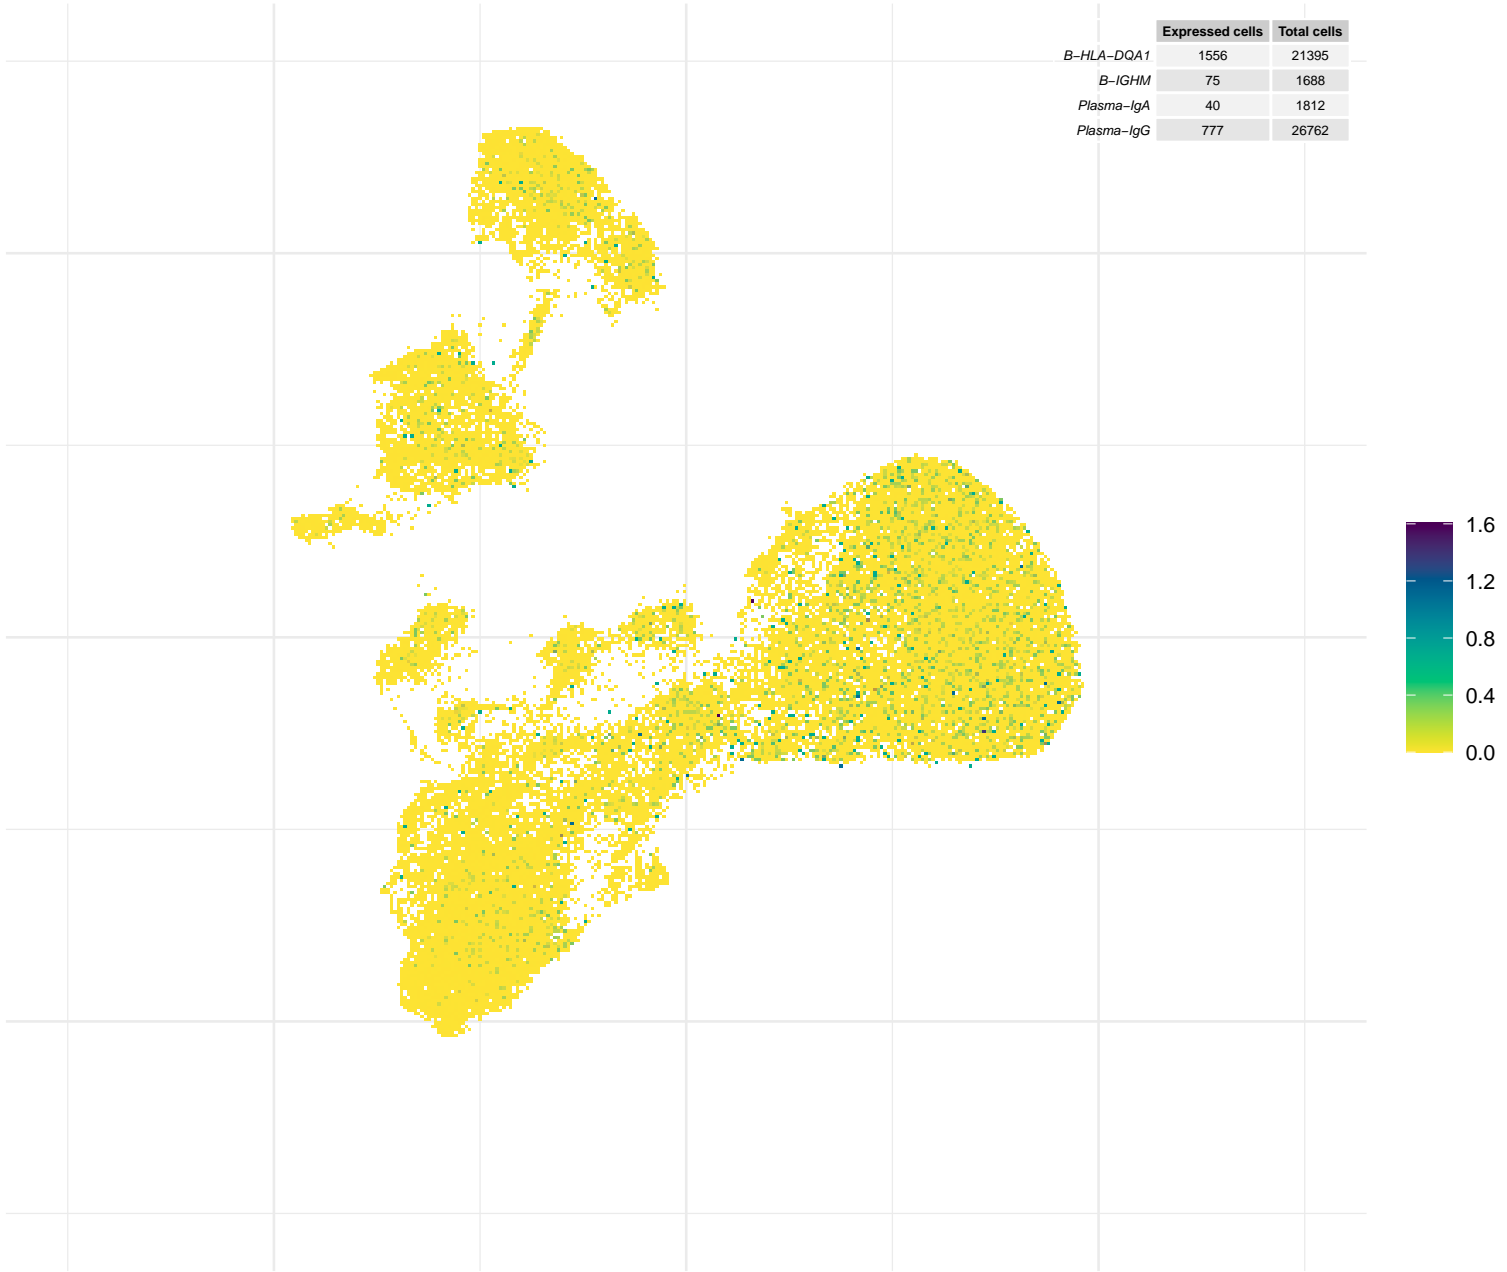 Expressed cells Total cells
B−HLA−DQA1 1556 21395
B−IGHM 75 1688
Plasma−IgA 40 1812
Plasma−IgG 777 26762
1.6
1.2
0.8
0.4
0.0